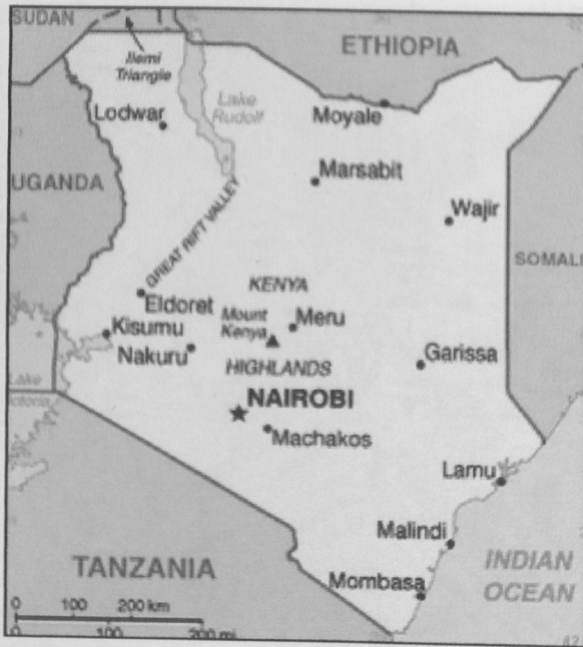 SUDAN
Ilemi
Triangle
ETHIOPIA
Lake
Rudolf
Lodwar
Moyale
Marsabit
UGANDA
Wajir
GREAT RIFT VALLEY
SOMALI
KENYA
Eldoret
Mount
Kenya
Meru
Kisumu
Nakuru
Garissa
HIGHLANDS
Lake
Victoria
NAIROBI
Machakos
Lamu
Malindi
INDIAN
OCEAN
TANZANIA
Mombasa
0 100 200 km
0 100 200 mi